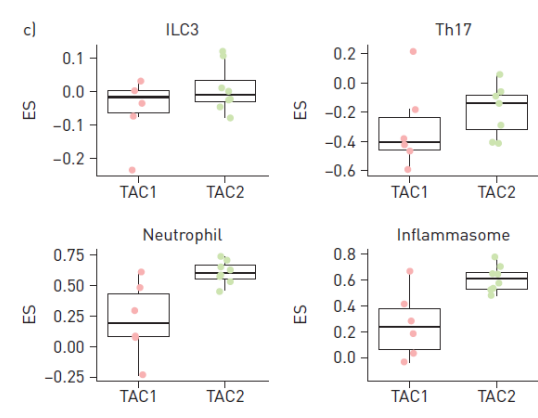 c)
ILC3
Th17
ES
0.1
0.0
−0.1
−0.2
TAC1 TAC2
ES
0.2
0.0
−0.2
−0.4
−0.6
TAC1 TAC2
Neutrophil
Inflammasome
ES
0.75
0.50
0.25
0.00
−0.25
TAC1 TAC2
ES
0.8
0.6
0.4
0.2
0.0
TAC1 TAC2